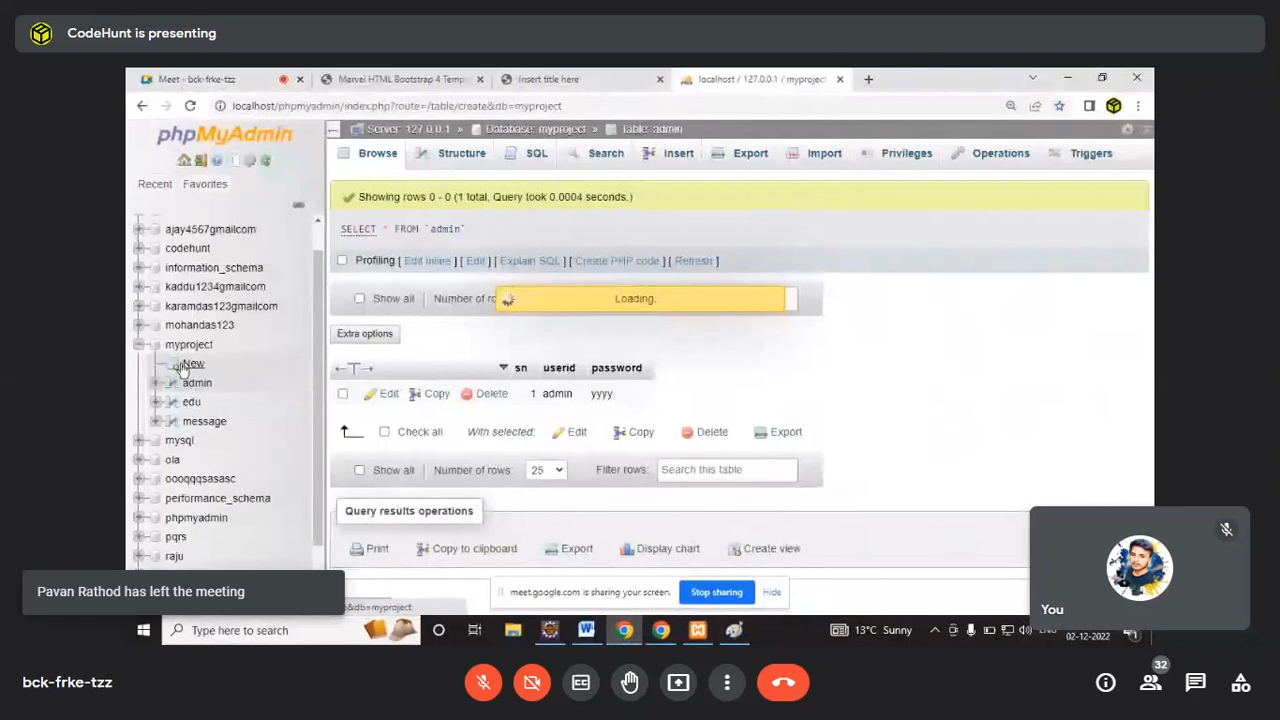 CodeHunt is presenting
Meet - bck-frke-tzz
Marvel HTML Bootstrap 4 Temp
Insert title here
localhost / 127.0.0.1 / myproject
localhost/phpmyadmin/index.php?route=/table/create&db=myproject
phpMyAdmin
Server: 127.0.0.1 » Database: myproject » Table: admin
Browse Structure SQL Search Insert Export Import Privileges Operations Triggers
Recent Favorites
Showing rows 0 - 0 (1 total, Query took 0.0004 seconds.)
ajay4567gmailcom
SELECT * FROM `admin`
codehunt
Profiling [ Edit inline ] [ Edit ] [ Explain SQL ] [ Create PHP code ] [ Refresh ]
information_schema
kaddu1234gmailcom
Show all Number of ro Loading.
karamdas123gmailcom
mohandas123
Extra options
myproject
New
sn userid password
admin
Edit Copy Delete 1 admin yyyy
edu
message
Check all With selected: Edit Copy Delete Export
mysql
ola
Show all Number of rows: 25 Filter rows: Search this table
oooqqqsasasc
performance_schema
Query results operations
phpmyadmin
pqrs
Print Copy to clipboard Export Display chart Create view
raju
Pavan Rathod has left the meeting
meet.google.com is sharing your screen. Stop sharing Hide
p&db=myproject
You
Type here to search
13°C Sunny
02-12-2022
bck-frke-tzz
32